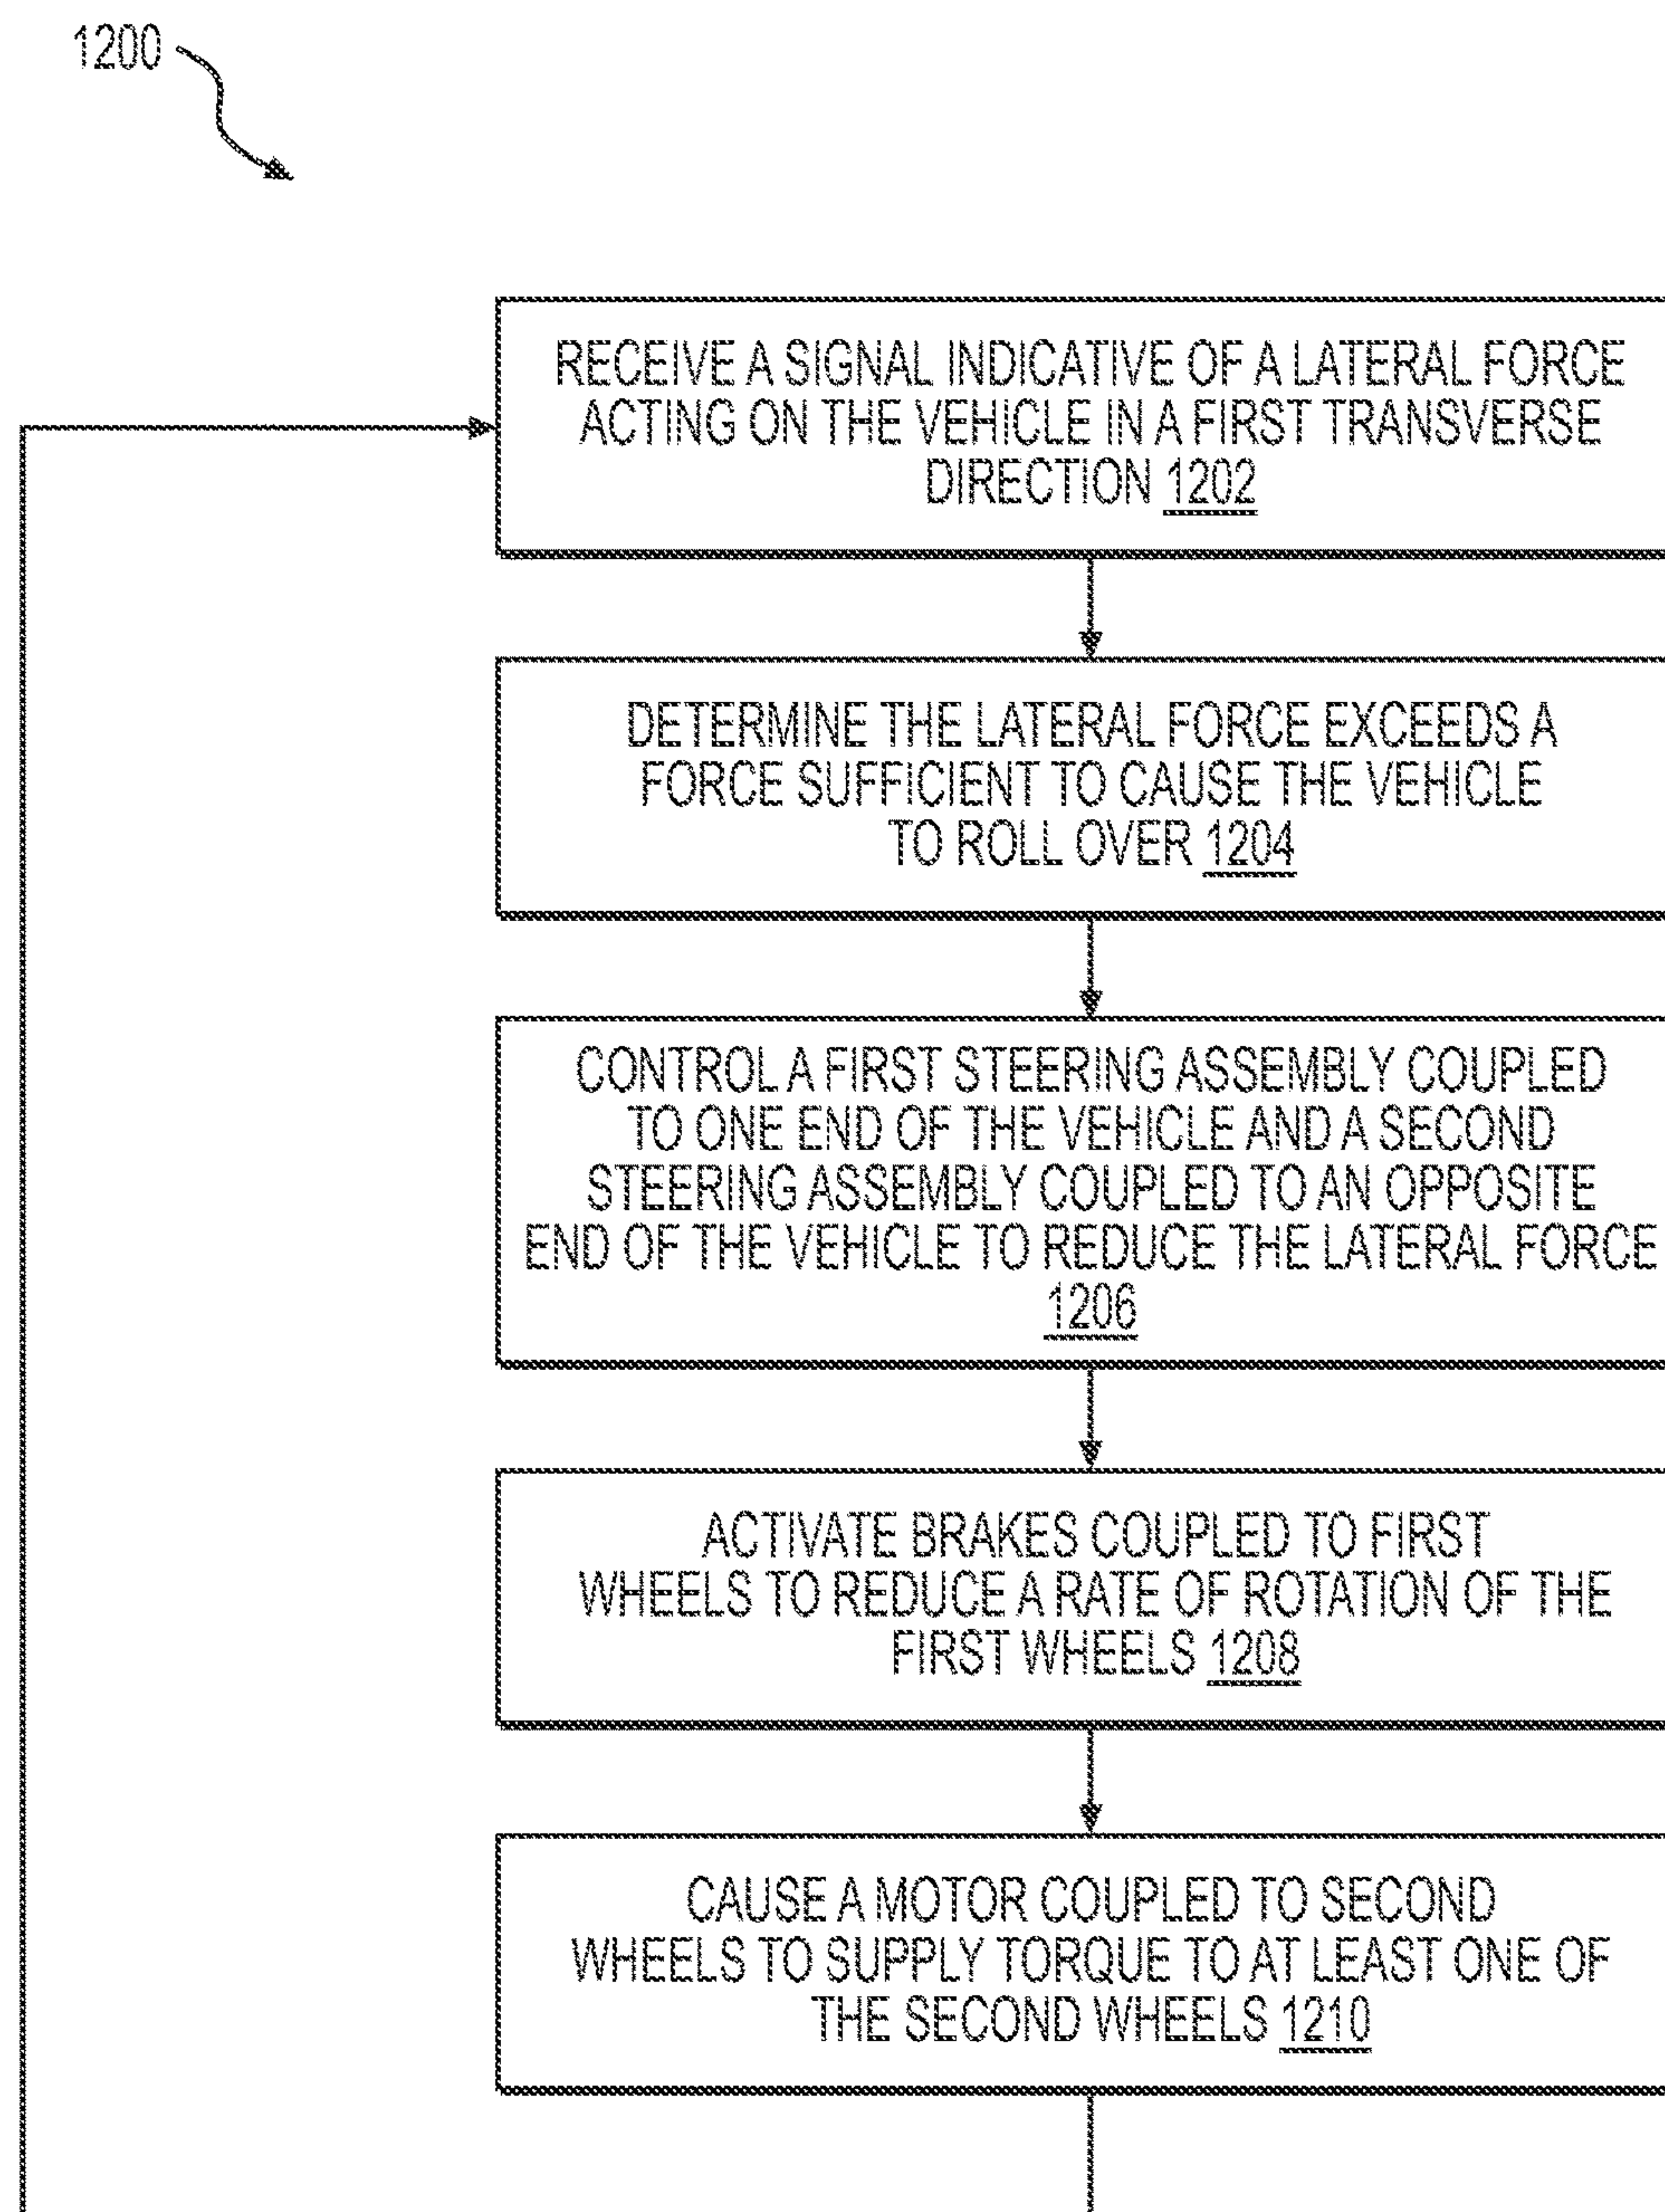 1200
RECEIVE A SIGNAL INDICATIVE OF A LATERAL FORCE
ACTING ON THE VEHICLE IN A FIRST TRANSVERSE
DIRECTION 1202
DETERMINE THE LATERAL FORCE EXCEEDS A
FORCE SUFFICIENT TO CAUSE THE VEHICLE
TO ROLL OVER 1204
CONTROL A FIRST STEERING ASSEMBLY COUPLED
TO ONE END OF THE VEHICLE AND A SECOND
STEERING ASSEMBLY COUPLED TO AN OPPOSITE
END OF THE VEHICLE TO REDUCE THE LATERAL FORCE
1206
ACTIVATE BRAKES COUPLED TO FIRST
WHEELS TO REDUCE A RATE OF ROTATION OF THE
FIRST WHEELS 1208
CAUSE A MOTOR COUPLED TO SECOND
WHEELS TO SUPPLY TORQUE TO AT LEAST ONE OF
THE SECOND WHEELS 1210